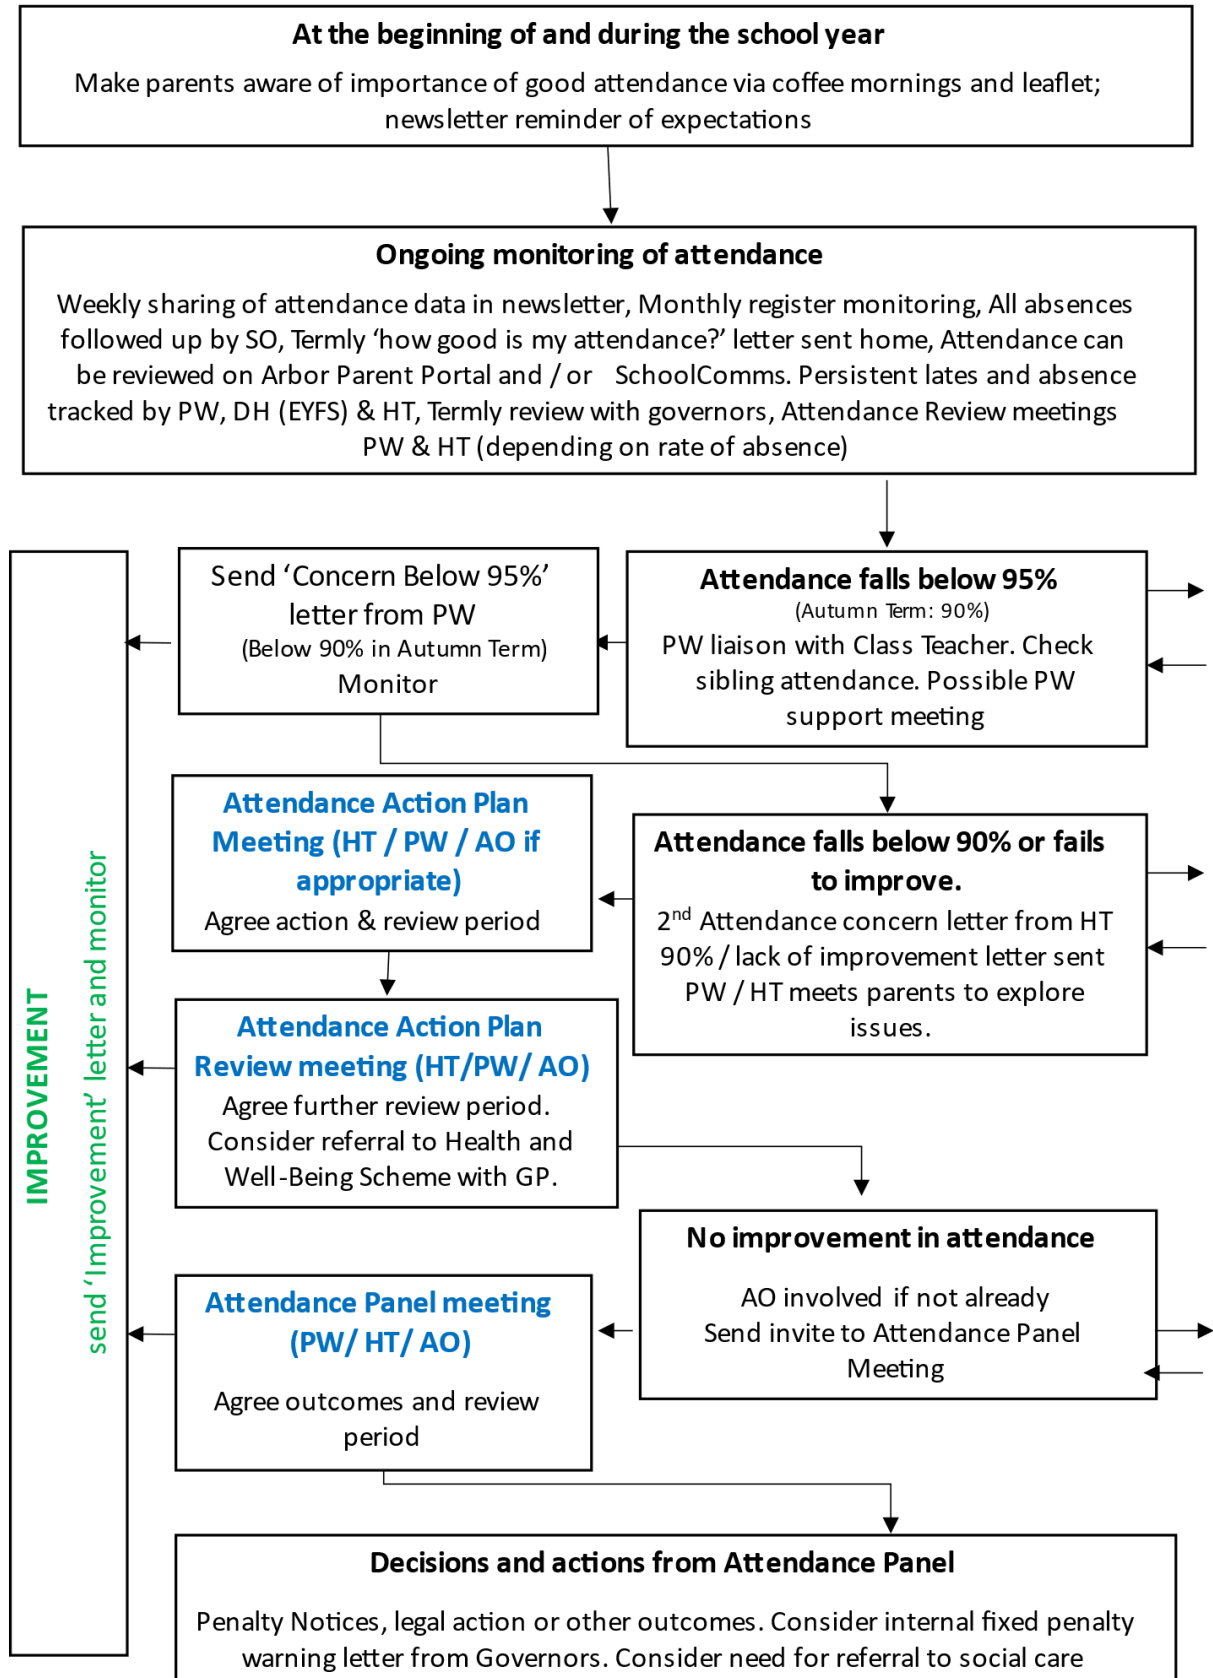 At the beginning of and during the school year
Make parents aware of importance of good attendance via coffee mornings and leaflet;
newsletter reminder of expectations
Ongoing monitoring of attendance
Weekly sharing of attendance data in newsletter, Monthly register monitoring, All absences
followed up by SO, Termly ‘how good is my attendance?’ letter sent home, Attendance can
be reviewed on Arbor Parent Portal and / or SchoolComms. Persistent lates and absence
tracked by PW, DH (EYFS) & HT, Termly review with governors, Attendance Review meetings
PW & HT (depending on rate of absence)
Attendance falls below 95%
(Autumn Term: 90%)
PW liaison with Class Teacher. Check
sibling attendance. Possible PW
support meeting
Send ‘Concern Below 95%’
letter from PW
(Below 90% in Autumn Term)
Monitor
Attendance falls below 90% or fails
to improve.
2nd Attendance concern letter from HT
90% / lack of improvement letter sent
PW / HT meets parents to explore
issues.
Attendance Action Plan
Meeting (HT / PW / AO if
appropriate)
Agree action & review period
Attendance Action Plan
Review meeting (HT/PW/ AO)
Agree further review period.
Consider referral to Health and
Well-Being Scheme with GP.
No improvement in attendance
AO involved if not already
Send invite to Attendance Panel
Meeting
Attendance Panel meeting
(PW/ HT/ AO)
Agree outcomes and review
period
IMPROVEMENT
send ‘Improvement’ letter and monitor
Decisions and actions from Attendance Panel
Penalty Notices, legal action or other outcomes. Consider internal fixed penalty
warning letter from Governors. Consider need for referral to social care